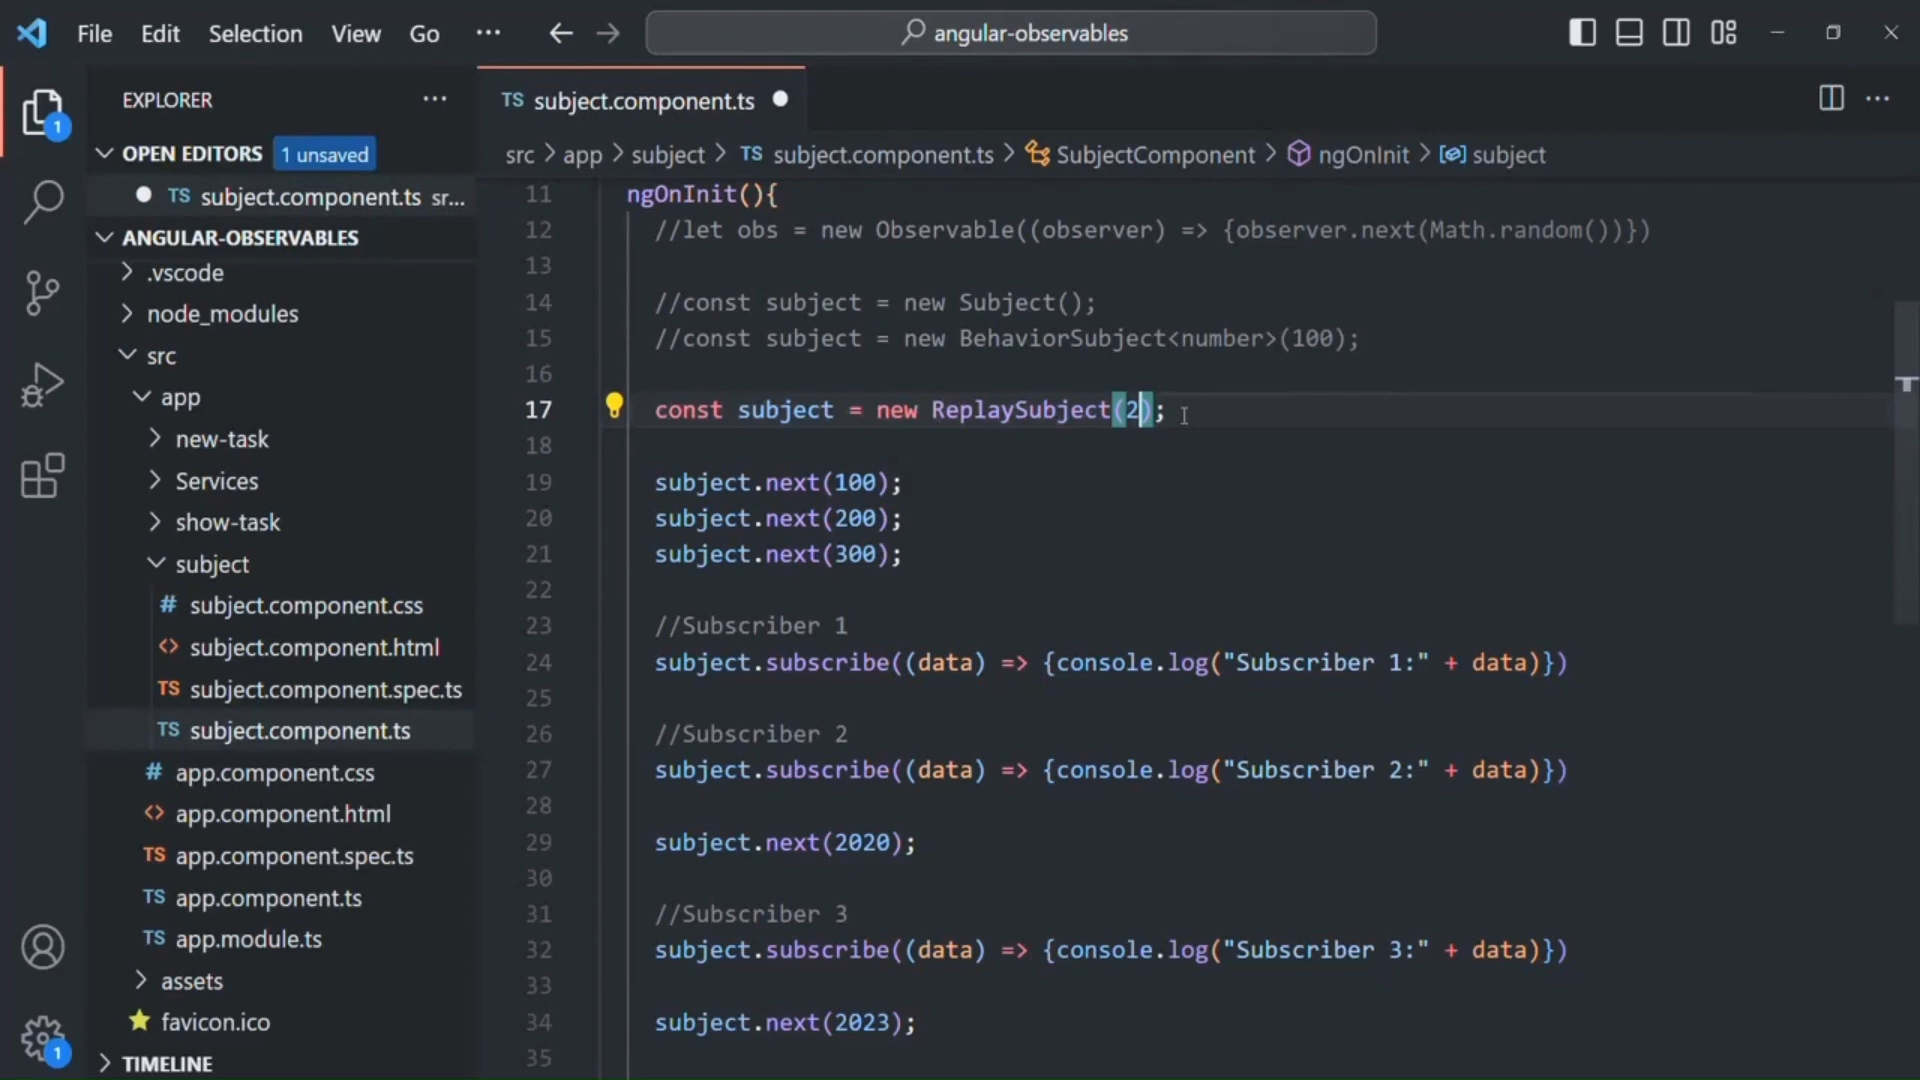 File Edit Selection View Go ··· angular-observables
EXPLORER ···
OPEN EDITORS 1 unsaved
TS subject.component.ts sr...
ANGULAR-OBSERVABLES
.vscode
node_modules
src
app
new-task
Services
show-task
subject
# subject.component.css
<> subject.component.html
TS subject.component.spec.ts
TS subject.component.ts
# app.component.css
<> app.component.html
TS app.component.spec.ts
TS app.component.ts
TS app.module.ts
assets
favicon.ico
TIMELINE
1
1
TS subject.component.ts
src > app > subject > TS subject.component.ts > SubjectComponent > ngOnInit > subject
11 ngOnInit(){
12 //let obs = new Observable((observer) => {observer.next(Math.random())})
13
14 //const subject = new Subject();
15 //const subject = new BehaviorSubject<number>(100);
16
17 const subject = new ReplaySubject(2);
18
19 subject.next(100);
20 subject.next(200);
21 subject.next(300);
22
23 //Subscriber 1
24 subject.subscribe((data) => {console.log("Subscriber 1:" + data)})
25
26 //Subscriber 2
27 subject.subscribe((data) => {console.log("Subscriber 2:" + data)})
28
29 subject.next(2020);
30
31 //Subscriber 3
32 subject.subscribe((data) => {console.log("Subscriber 3:" + data)})
33
34 subject.next(2023);
35